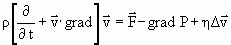 ρ[∂/∂t + v⃗· grad] v⃗ = F⃗ − grad P + ηΔv⃗